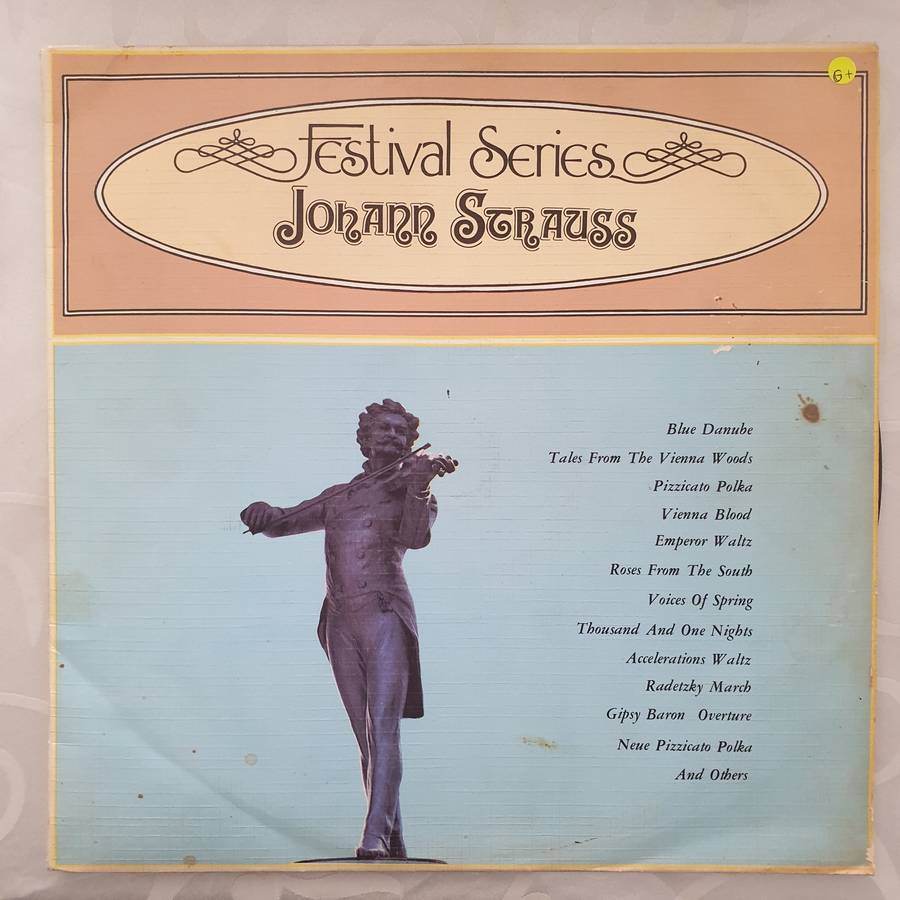 G+
Festival Series
Johann Strauss
Blue Danube
Tales From The Vienna Woods
Pizzicato Polka
Vienna Blood
Emperor Waltz
Roses From The South
Voices Of Spring
Thousand And One Nights
Accelerations Waltz
Radetzky March
Gipsy Baron Overture
Neue Pizzicato Polka
And Others